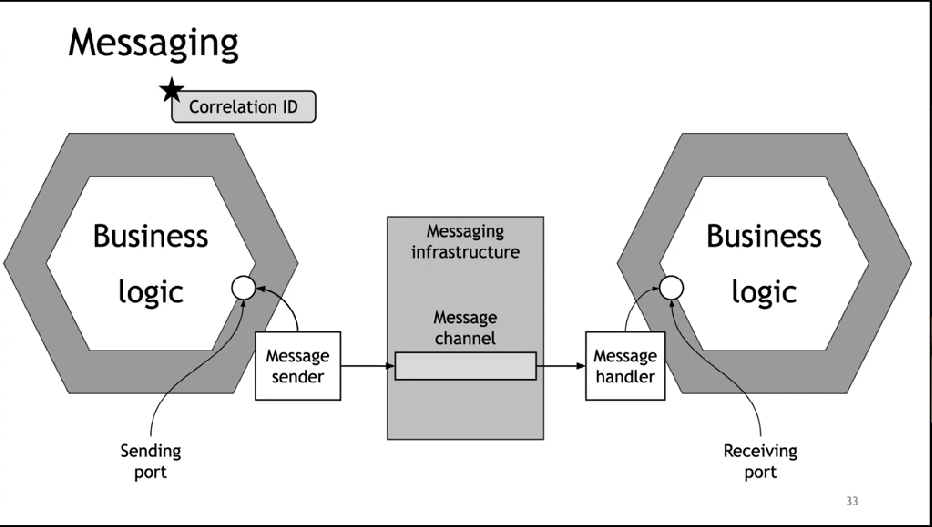 Messaging
Correlation ID
Business
logic
Messaging
infrastructure
Message
channel
Message
sender
Business
logic
Message
handler
Sending
port
Receiving
port
33